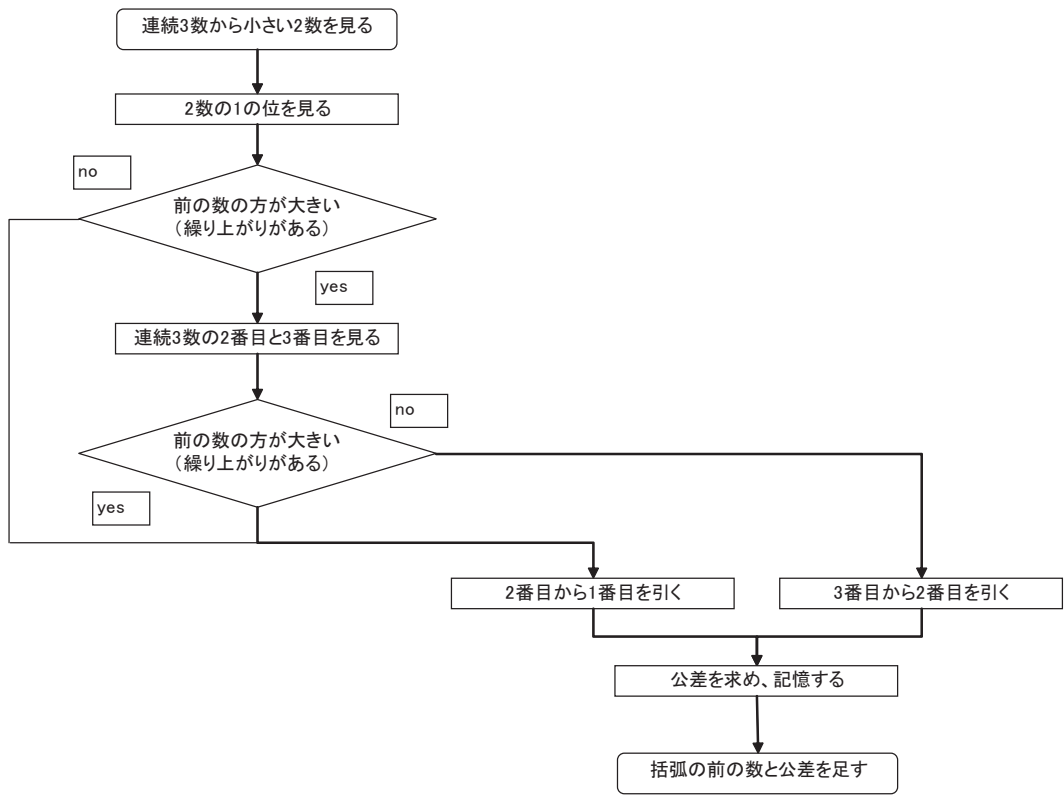 連続3数から小さい2数を見る
2数の1の位を見る
no
前の数の方が大きい
(繰り上がりがある)
yes
連続3数の2番目と3番目を見る
no
前の数の方が大きい
(繰り上がりがある)
yes
2番目から1番目を引く
3番目から2番目を引く
公差を求め、記憶する
括弧の前の数と公差を足す